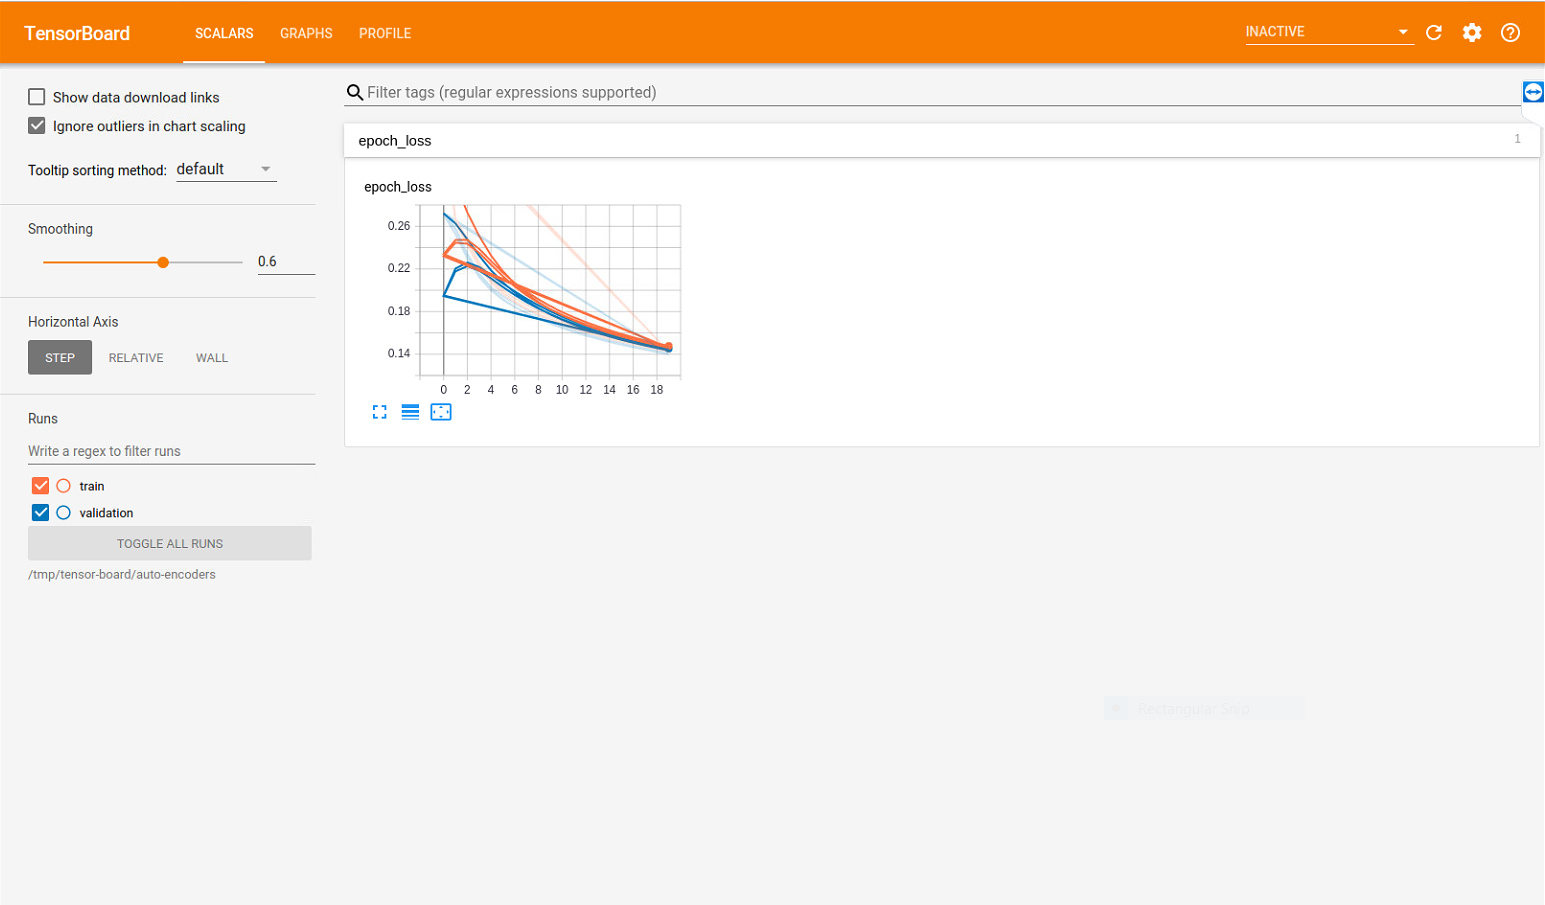 TensorBoard SCALARS GRAPHS PROFILE INACTIVE
Show data download links
Ignore outliers in chart scaling
Tooltip sorting method: default
Smoothing
0.6
Horizontal Axis
STEP RELATIVE WALL
Runs
Write a regex to filter runs
train
validation
TOGGLE ALL RUNS
/tmp/tensor-board/auto-encoders
Filter tags (regular expressions supported)
epoch_loss 1
epoch_loss
0.26
0.22
0.18
0.14
0 2 4 6 8 10 12 14 16 18
Rectangular Snip